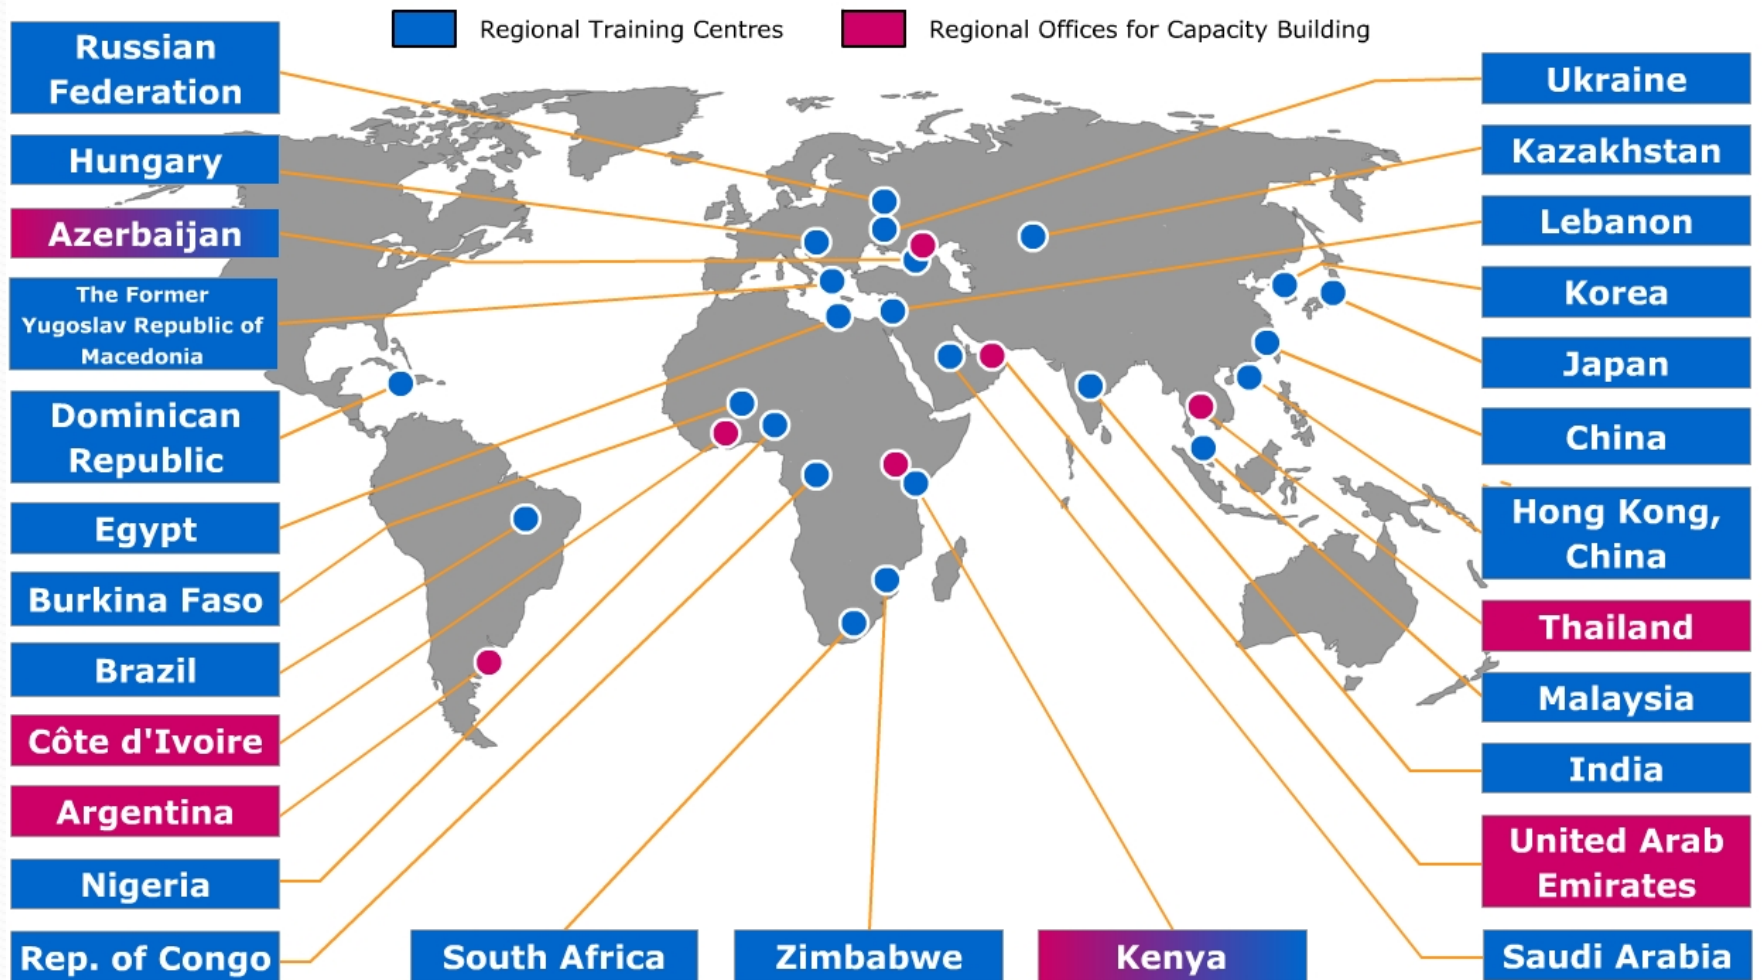 Regional Training Centres
Regional Offices for Capacity Building
Russian
Federation
Hungary
Azerbaijan
The Former
Yugoslav Republic of
Macedonia
Dominican
Republic
Egypt
Burkina Faso
Brazil
Côte d'Ivoire
Argentina
Nigeria
Rep. of Congo
South Africa
Zimbabwe
Kenya
Ukraine
Kazakhstan
Lebanon
Korea
Japan
China
Hong Kong,
China
Thailand
Malaysia
India
United Arab
Emirates
Saudi Arabia